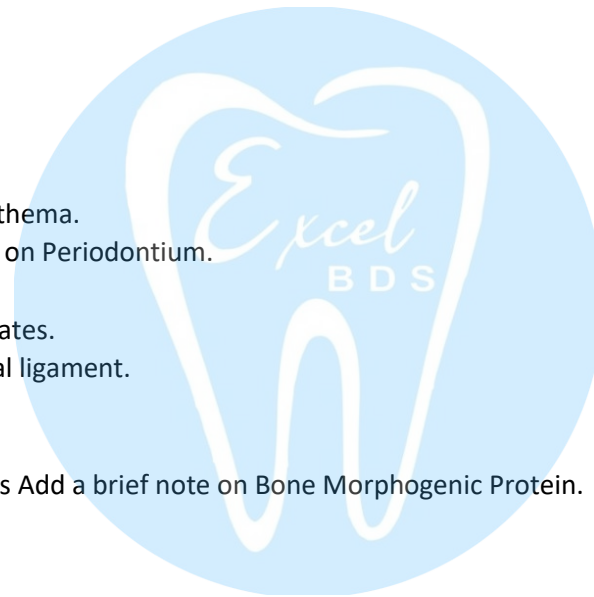 thema.
on Periodontium.
Excel
BDS
ates.
al ligament.
s Add a brief note on Bone Morphogenic Protein.